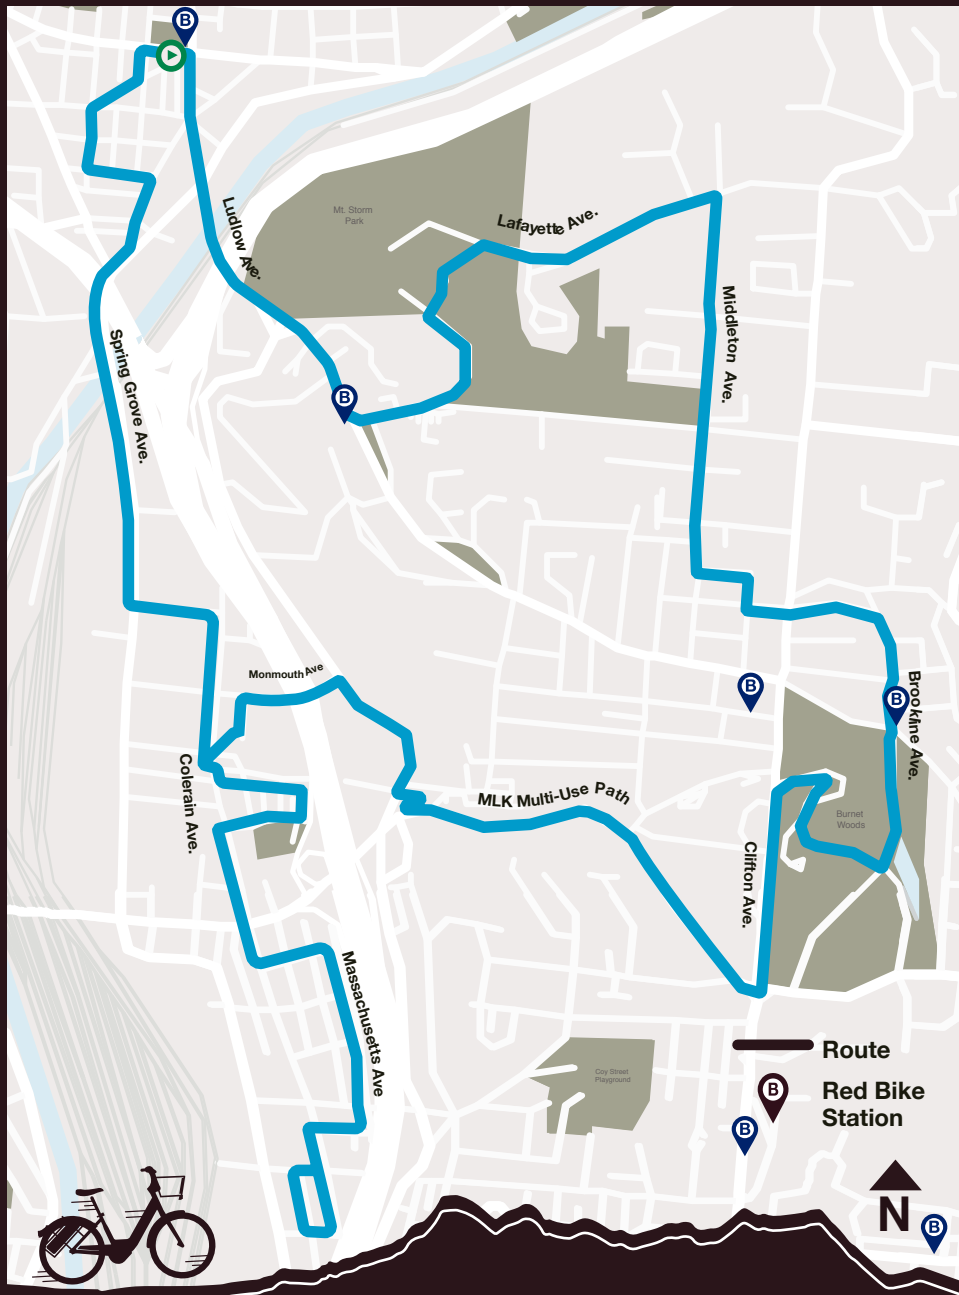 B
Mt. Storm
Park
Lafayette Ave.
Ludlow Ave.
Middleton Ave.
Spring Grove Ave.
B
Monmouth Ave
B
B
Brookline Ave.
Colerain Ave.
MLK Multi-Use Path
Burnet
Woods
Clifton Ave.
Massachusetts Ave
Coy Street
Playground
Route
B
Red Bike
Station
B
N
B